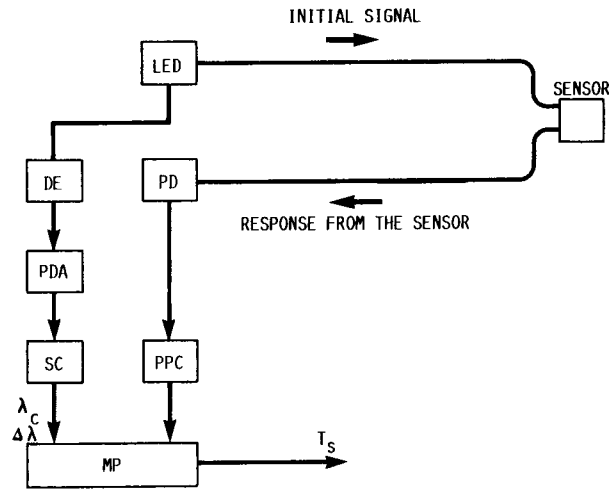 INITIAL SIGNAL
LED
SENSOR
DE
PD
RESPONSE FROM THE SENSOR
PDA
SC
PPC
λC
Δλ
MP
TS